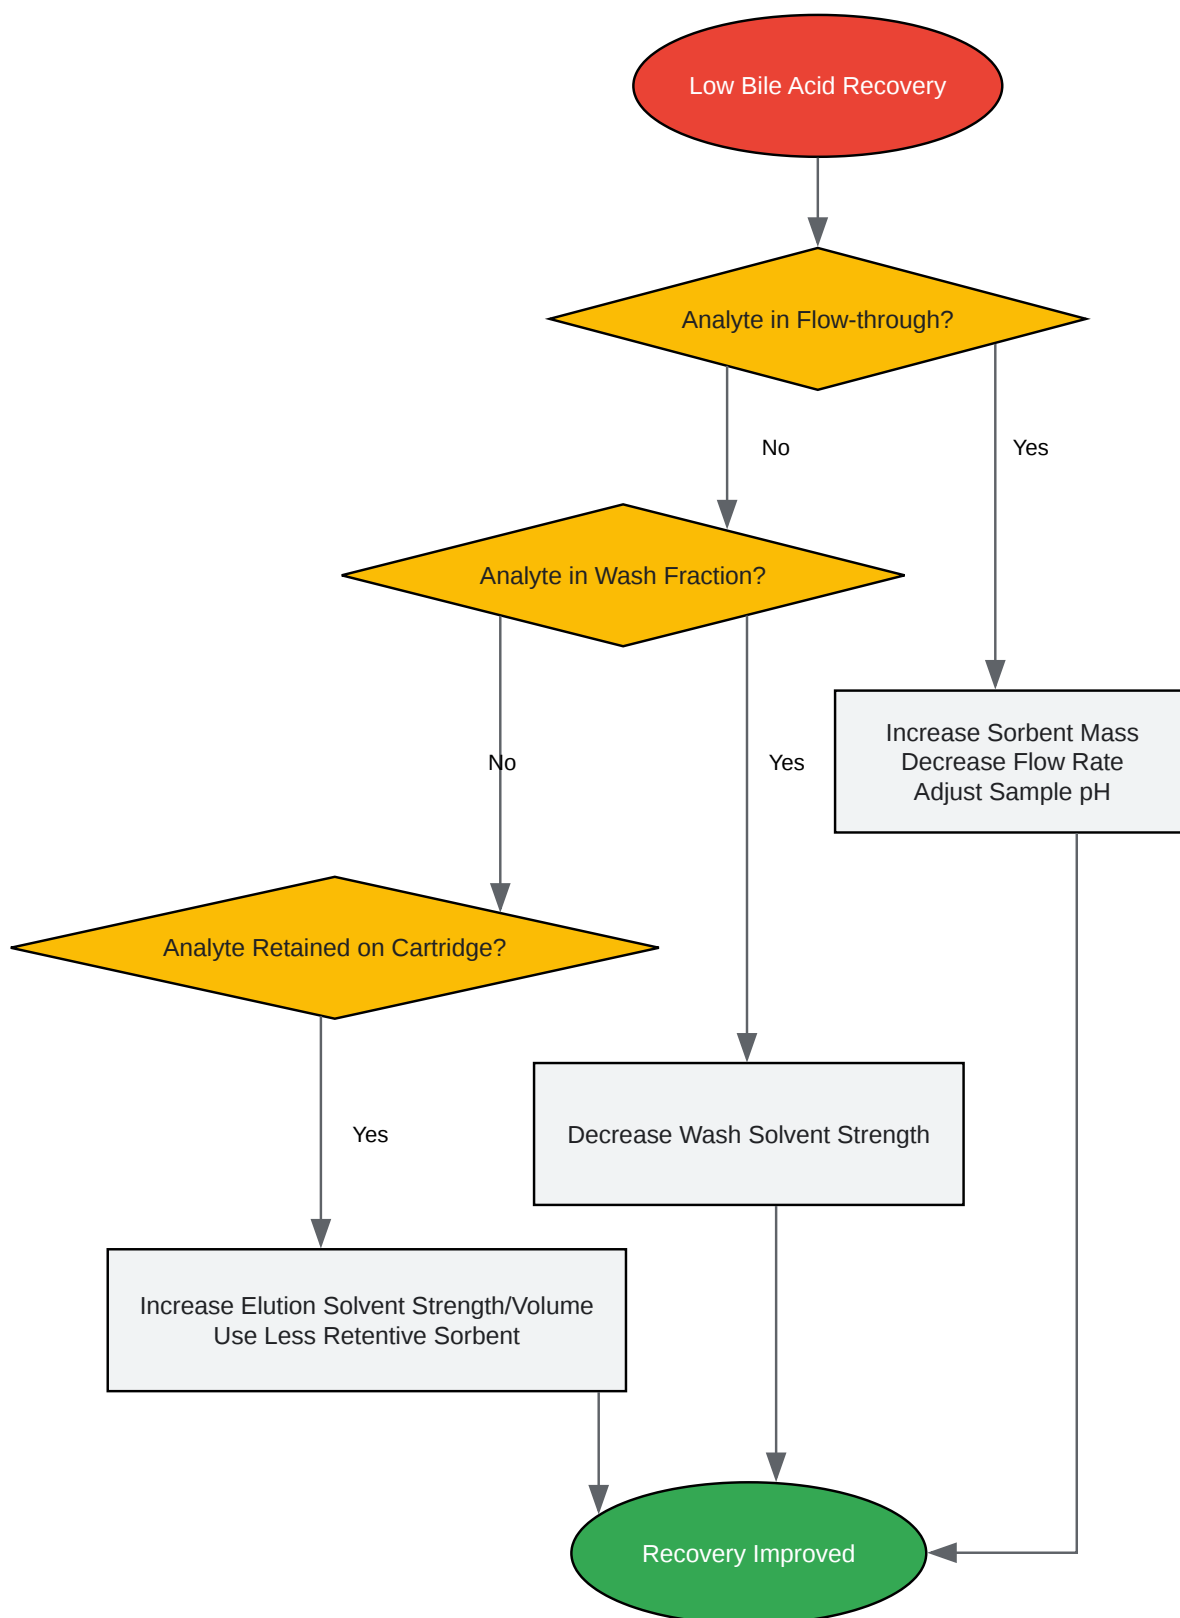 Low Bile Acid Recovery
Analyte in Flow-through?
No
Yes
Analyte in Wash Fraction?
Increase Sorbent Mass
Decrease Flow Rate
Adjust Sample pH
No
Yes
Analyte Retained on Cartridge?
Yes
Decrease Wash Solvent Strength
Increase Elution Solvent Strength/Volume
Use Less Retentive Sorbent
Recovery Improved